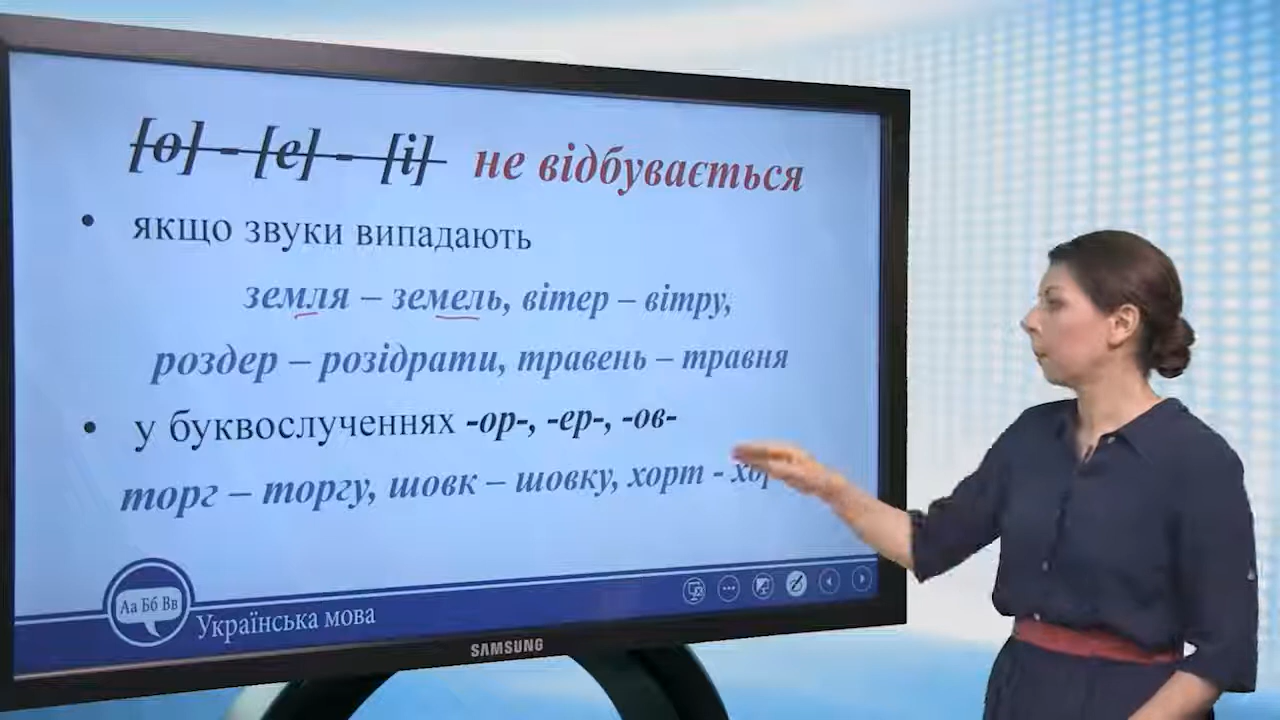 [о] - [е] - [і] не відбувається
• якщо звуки випадають
земля – земель, вітер – вітру,
роздер – розідрати, травень – травня
• у буквослученнях -ор-, -ер-, -ов-
торг – торгу, шовк – шовку, хорт -
Аа Бб Вв
Українська мова
SAMSUNG